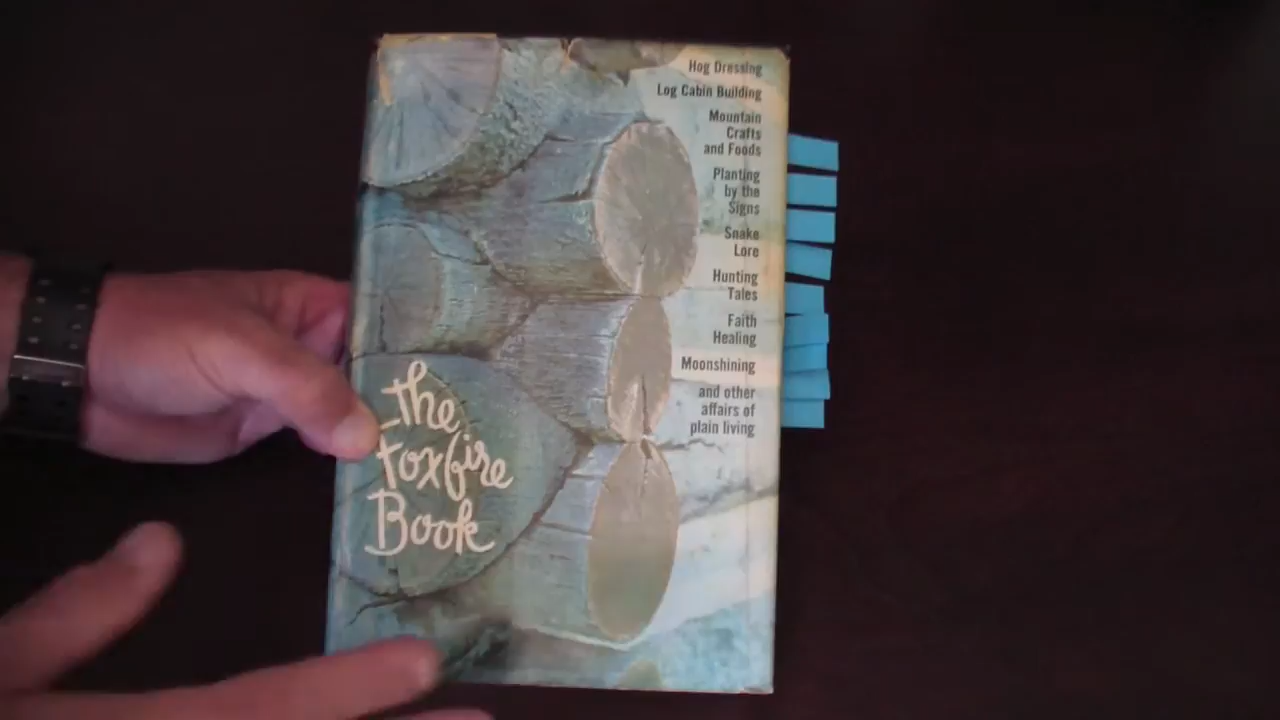 Hog Dressing
Log Cabin Building
Mountain
Crafts
and Foods
Planting
by the
Signs
Snake
Lore
Hunting
Tales
Faith
Healing
Moonshining
and other
affairs of
plain living
the
Foxfire
Book